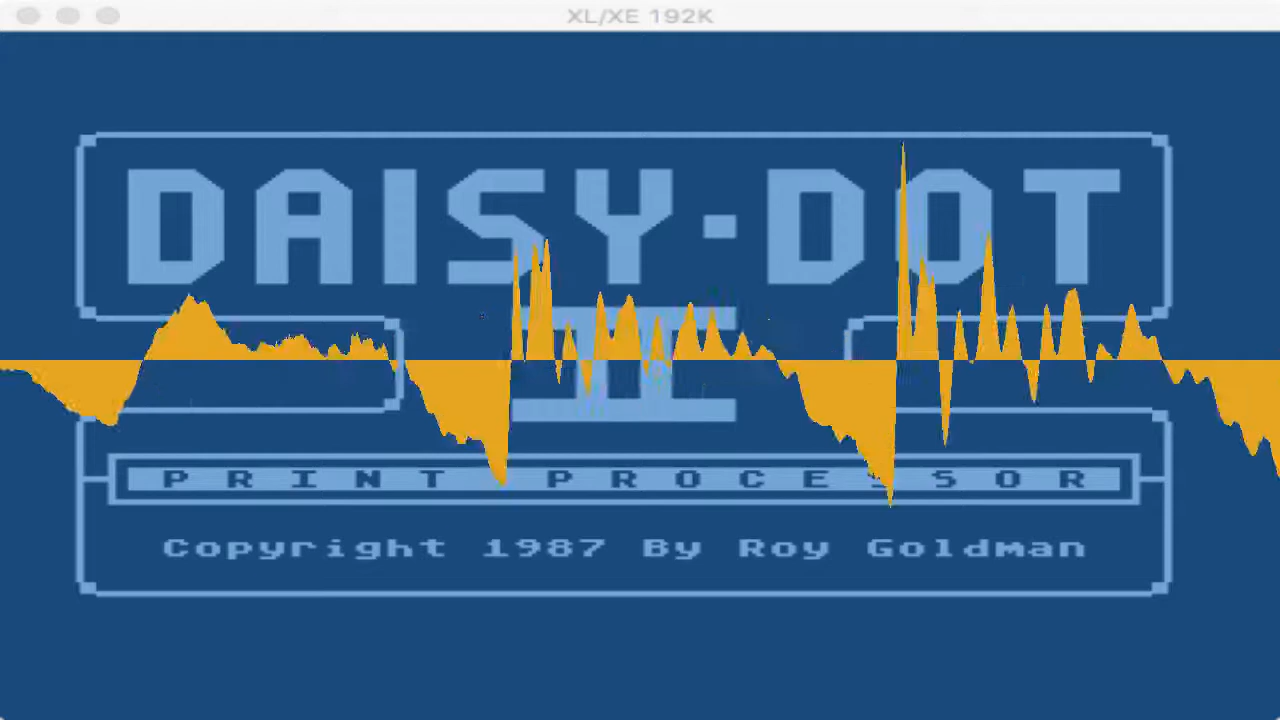 XL/XE 192K
DAISY·DOT
II
PRINT PROCESSOR
Copyright 1987 By Roy Goldman